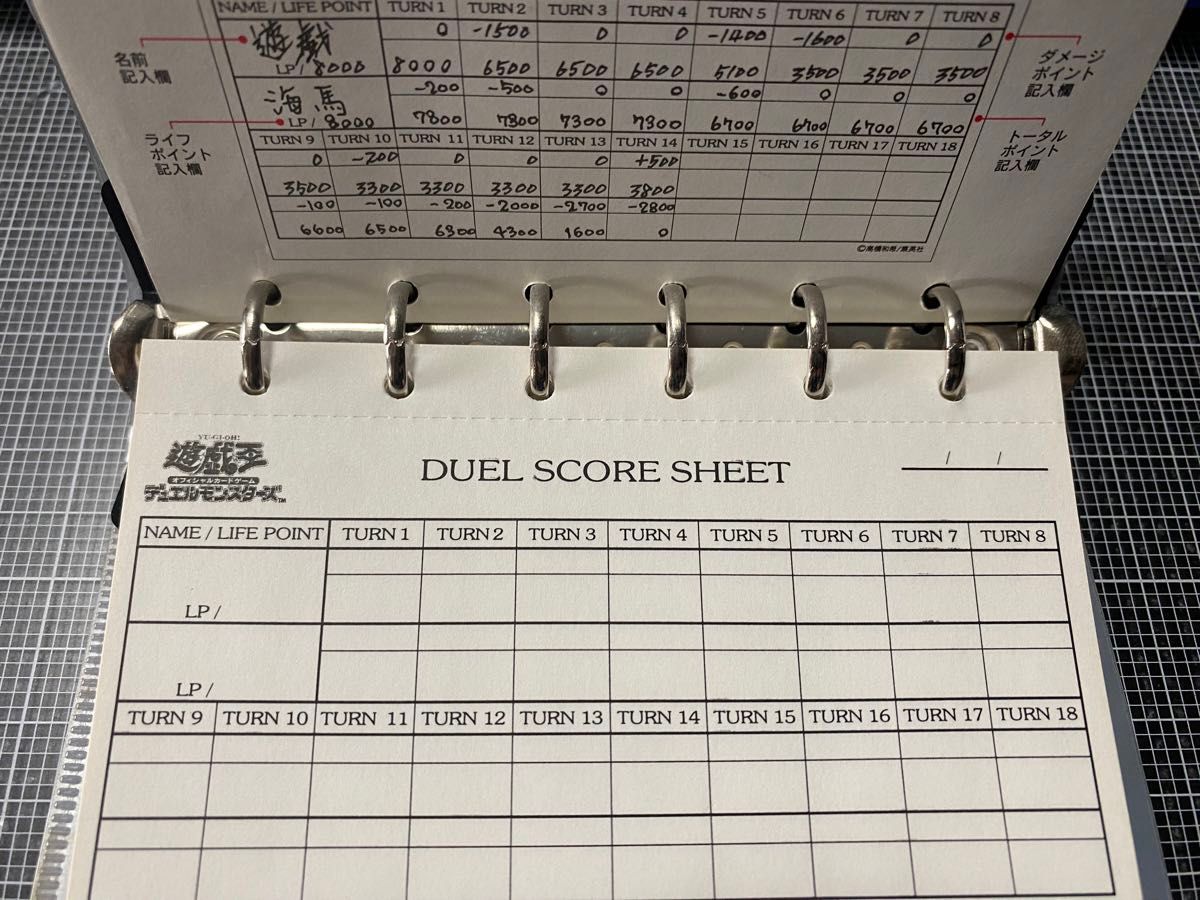 NAME / LIFE POINT TURN 1 TURN 2 TURN 3 TURN 4 TURN 5 TURN 6 TURN 7 TURN 8
遊戯 0 -1500 0 0 -1400 -1600 0 0
LP / 8000 8000 6500 6500 6500 5100 3500 3500 3500
海馬 -200 -500 0 0 -600 0 0 0
LP / 8000 7800 7300 7300 7300 6700 6700 6700 6700
TURN 9 TURN 10 TURN 11 TURN 12 TURN 13 TURN 14 TURN 15 TURN 16 TURN 17 TURN 18
0 -200 0 0 0 +500
3500 3300 3300 3300 3300 3800
-100 -100 -200 -2000 -2700 -2800
6600 6500 6300 4300 1600 0
名前
記入欄
ライフ
ポイント
記入欄
ダメージ
ポイント
記入欄
トータル
ポイント
記入欄
©高橋和希/集英社
YU-GI-OH!
遊戯王
オフィシャルカードゲーム
デュエルモンスターズ™
DUEL SCORE SHEET
/ /
NAME / LIFE POINT TURN 1 TURN 2 TURN 3 TURN 4 TURN 5 TURN 6 TURN 7 TURN 8
LP /
LP /
TURN 9 TURN 10 TURN 11 TURN 12 TURN 13 TURN 14 TURN 15 TURN 16 TURN 17 TURN 18